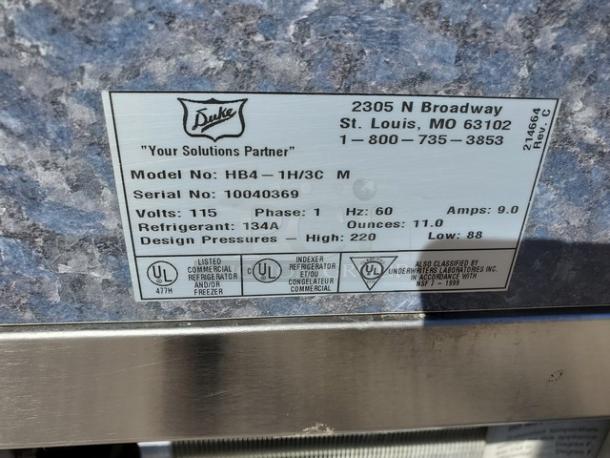 Duke
"Your Solutions Partner"
2305 N Broadway
St. Louis, MO 63102
1-800-735-3853
214664
Rev. C
Model No: HB4-1H/3C M
Serial No: 10040369
Volts: 115 Phase: 1 Hz: 60 Amps: 9.0
Refrigerant: 134A Ounces: 11.0
Design Pressures - High: 220 Low: 88
UL
477H
LISTED
COMMERCIAL
REFRIGERATOR
AND/OR
FREEZER
C UL
INDEXER
REFRIGERATOR
ET/OU
CONGELATEUR
COMMERCIAL
UL
ALSO CLASSIFIED BY
UNDERWRITERS LABORATORIES INC.
IN ACCORDANCE WITH
NSF 7 - 1999